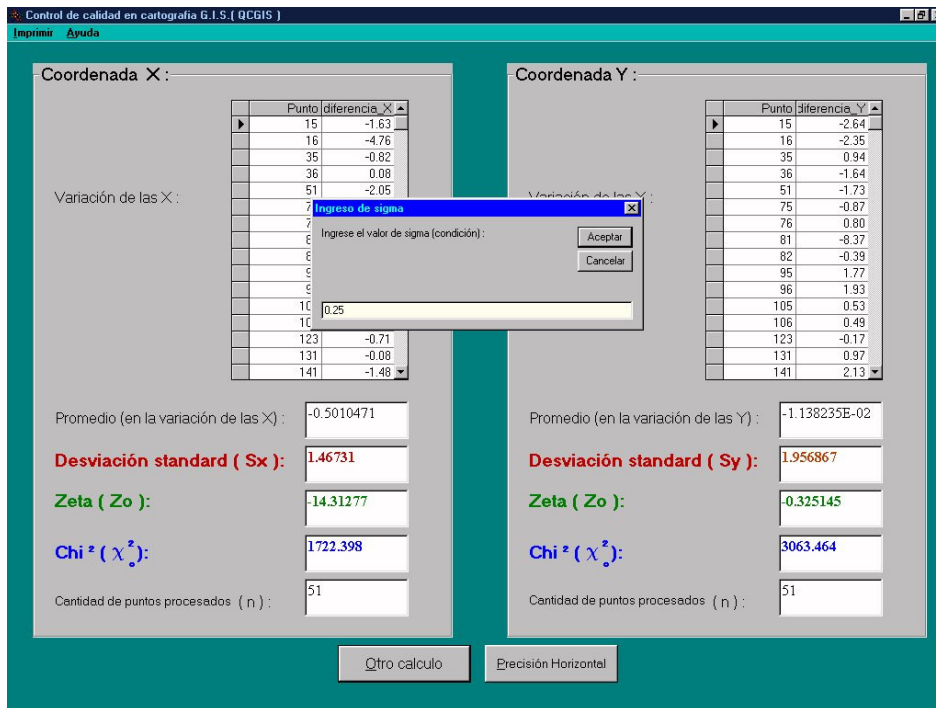 Control de calidad en cartografia G.I.S.( QCGIS )
Imprimir Ayuda
Coordenada X :
Punto diferencia_X
15 -1.63
16 -4.76
35 -0.82
36 0.08
51 -2.05
123 -0.71
131 -0.08
141 -1.48
Variación de las X :
Promedio (en la variación de las X) : -0.5010471
Desviación standard ( Sx ): 1.46731
Zeta ( Zo ): -14.31277
Chi ² ( χ²₀): 1722.398
Cantidad de puntos procesados ( n ) : 51
Coordenada Y :
Punto diferencia_Y
15 -2.64
16 -2.35
35 0.94
36 -1.64
51 -1.73
75 -0.87
76 0.80
81 -8.37
82 -0.39
95 1.77
96 1.93
105 0.53
106 0.49
123 -0.17
131 0.97
141 2.13
Variación de las Y :
Promedio (en la variación de las Y) : -1.138235E-02
Desviación standard ( Sy ): 1.956867
Zeta ( Zo ): -0.325145
Chi ² ( χ²₀): 3063.464
Cantidad de puntos procesados ( n ) : 51
Ingreso de sigma
Ingrese el valor de sigma (condición) :
Aceptar
Cancelar
0.25
Otro calculo
Precisión Horizontal